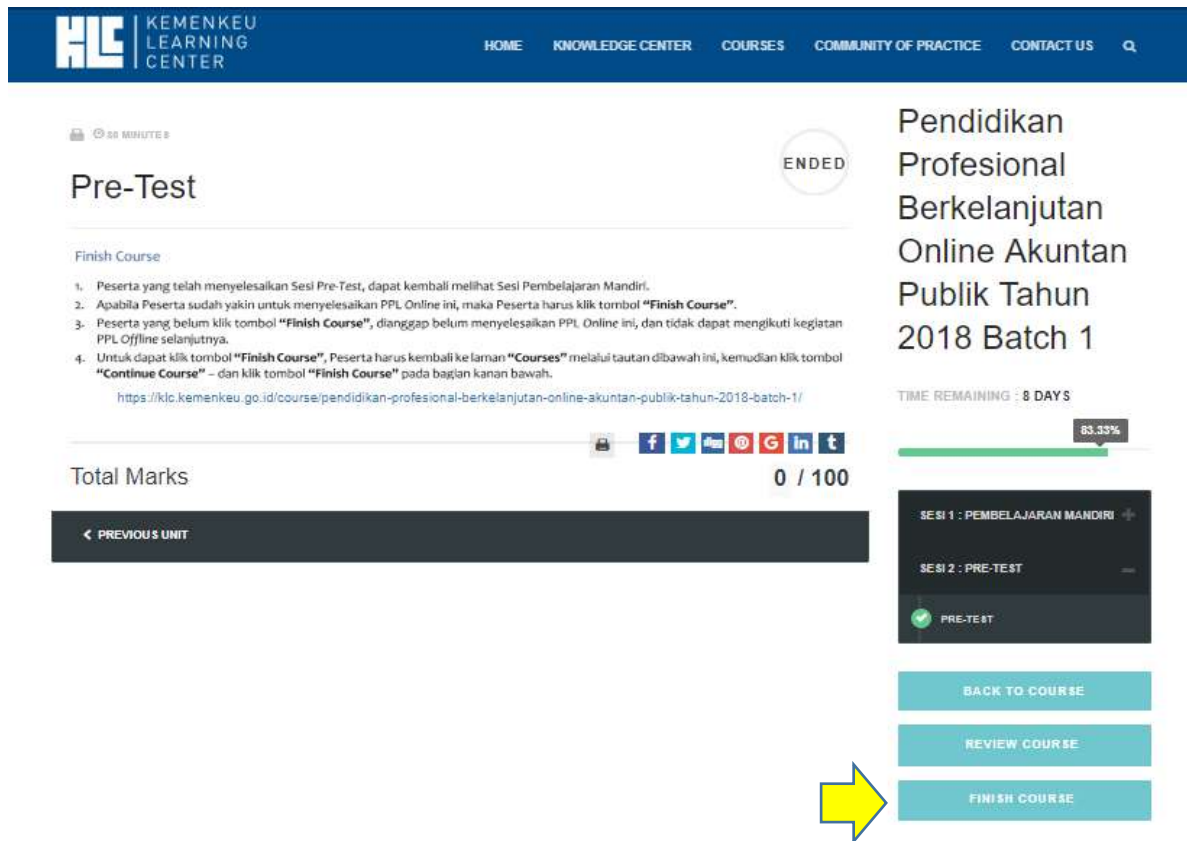 KLC
KEMENKEU
LEARNING
CENTER
HOME KNOWLEDGE CENTER COURSES COMMUNITY OF PRACTICE CONTACT US
MINUTES
ENDED
Pre-Test
Finish Course
1. Peserta yang telah menyelesaikan Sesi Pre-Test, dapat kembali melihat Sesi Pembelajaran Mandiri.
2. Apabila Peserta sudah yakin untuk menyelesaikan PPL Online ini, maka Peserta harus klik tombol “Finish Course”.
3. Peserta yang belum klik tombol “Finish Course”, dianggap belum menyelesaikan PPL Online ini, dan tidak dapat mengikuti kegiatan
PPL Offline selanjutnya.
4. Untuk dapat klik tombol “Finish Course”, Peserta harus kembali ke laman “Courses” melalui tautan dibawah ini, kemudian klik tombol
“Continue Course” – dan klik tombol “Finish Course” pada bagian kanan bawah.
https://klc.kemenkeu.go.id/course/pendidikan-profesional-berkelanjutan-online-akuntan-publik-tahun-2018-batch-1/
Total Marks
0 / 100
PREVIOUS UNIT
Pendidikan
Profesional
Berkelanjutan
Online Akuntan
Publik Tahun
2018 Batch 1
TIME REMAINING : 8 DAYS
83.33%
SESI 1 : PEMBELAJARAN MANDIRI +
SESI 2 : PRE-TEST –
PRE-TEST
BACK TO COURSE
REVIEW COURSE
FINISH COURSE